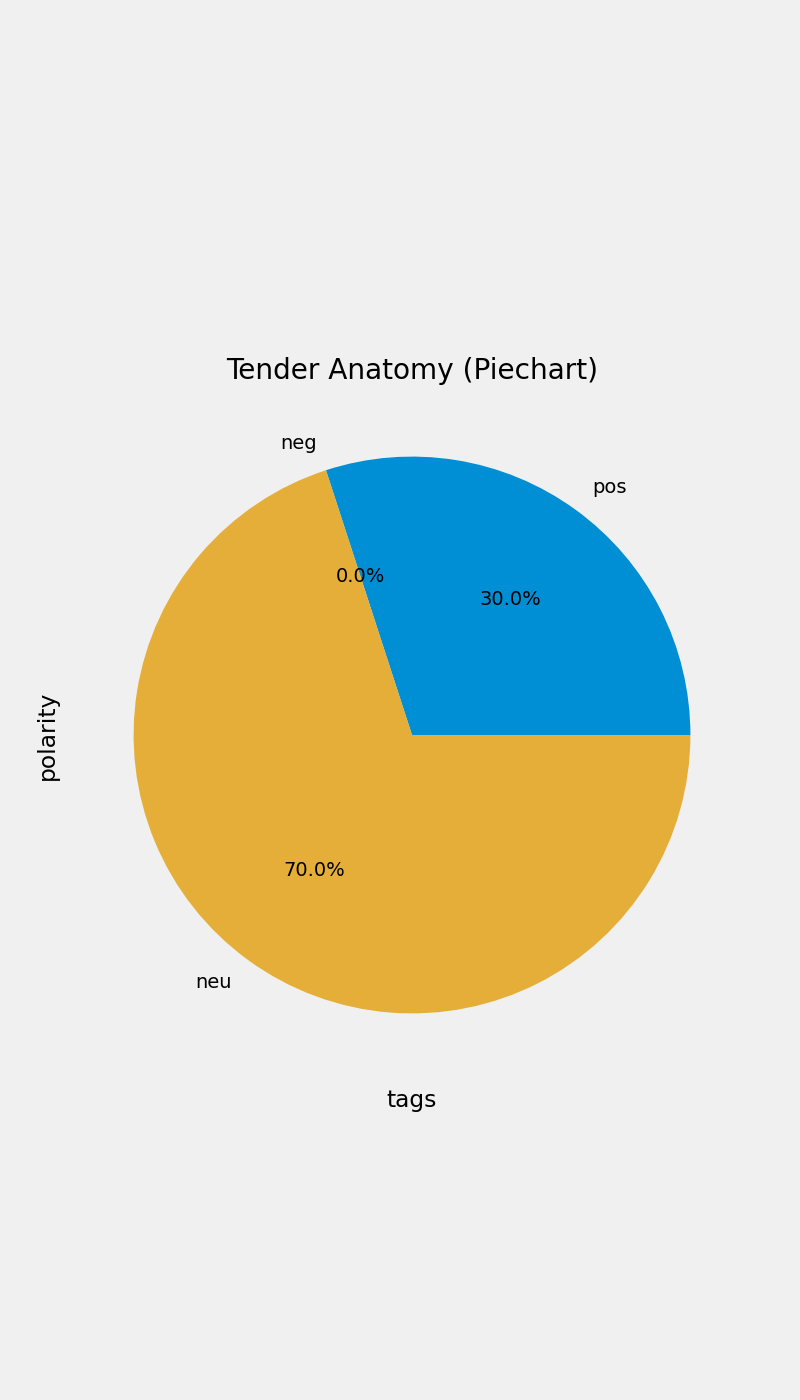 Tender Anatomy (Piechart)
neg
pos
0.0%
30.0%
polarity
70.0%
neu
tags